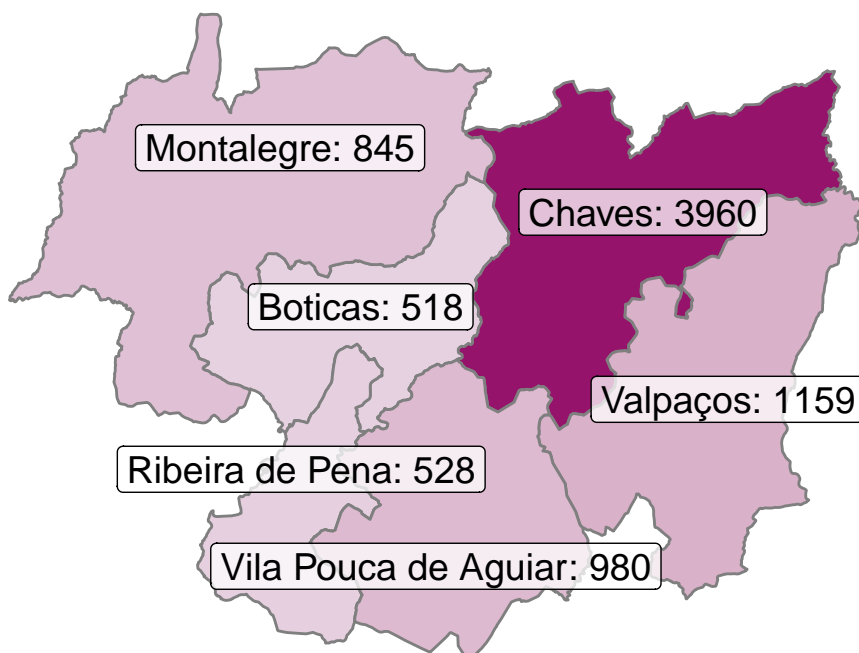 Montalegre: 845
Chaves: 3960
Boticas: 518
Valpaços: 1159
Ribeira de Pena: 528
Vila Pouca de Aguiar: 980